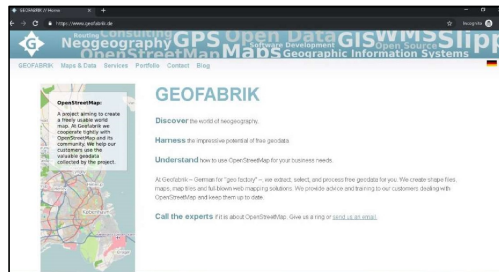 GEOFABRIK // Home
https://www.geofabrik.de
Incognito
Routing Consulting
Neogeography GPS Open Data GIS WMS Slipp
OpenStreetMap Maps Software Development Open Source
Geographic Information Systems
GEOFABRIK Maps & Data Services Portfolio Contact Blog
OpenStreetMap:
A project aiming to create
a freely usable world
map. At Geofabrik we
cooperate tightly with
OpenStreetMap and its
community. We help our
customers use the
valuable geodata
collected by the project.
København
GEOFABRIK
Discover the world of neogeography.
Harness the impressive potential of free geodata.
Understand how to use OpenStreetMap for your business needs.
At Geofabrik – German for "geo factory" –, we extract, select, and process free geodata for you. We create shape files,
maps, map tiles and full-blown web mapping solutions. We provide advice and training to our customers dealing with
OpenStreetMap and keep them up to date.
Call the experts if it is about OpenStreetMap. Give us a ring or send us an email.